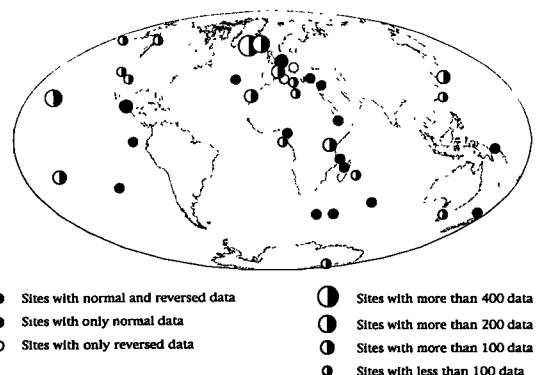 Sites with normal and reversed data
Sites with only normal data
Sites with only reversed data
Sites with more than 400 data
Sites with more than 200 data
Sites with more than 100 data
Sites with less than 100 data